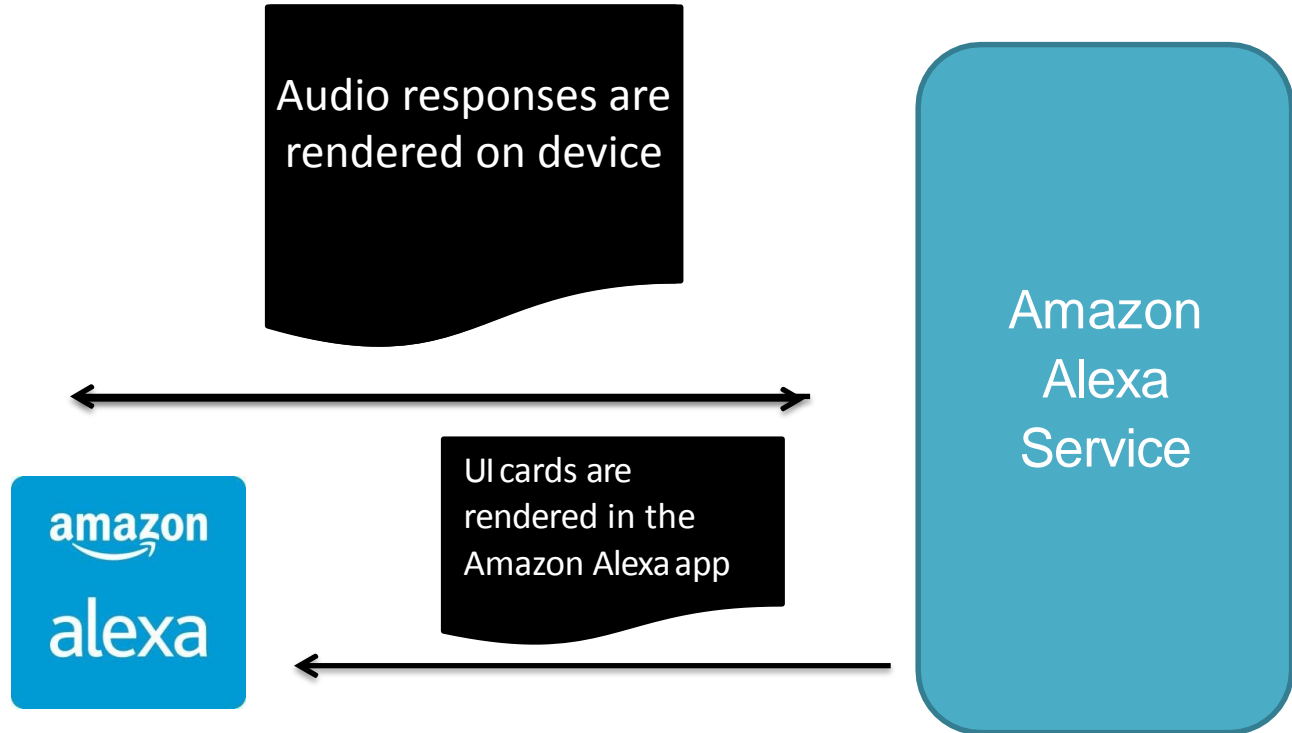 Audio responses are
rendered on device
Amazon
Alexa
Service
UI cards are
rendered in the
Amazon Alexa app
amazon
alexa